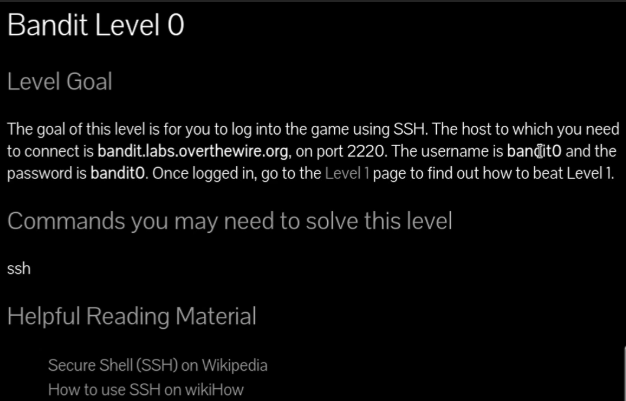 Bandit Level 0
Level Goal
The goal of this level is for you to log into the game using SSH. The host to which you need
to connect is bandit.labs.overthewire.org, on port 2220. The username is bandit0 and the
password is bandit0. Once logged in, go to the Level 1 page to find out how to beat Level 1.
Commands you may need to solve this level
ssh
Helpful Reading Material
Secure Shell (SSH) on Wikipedia
How to use SSH on wikiHow